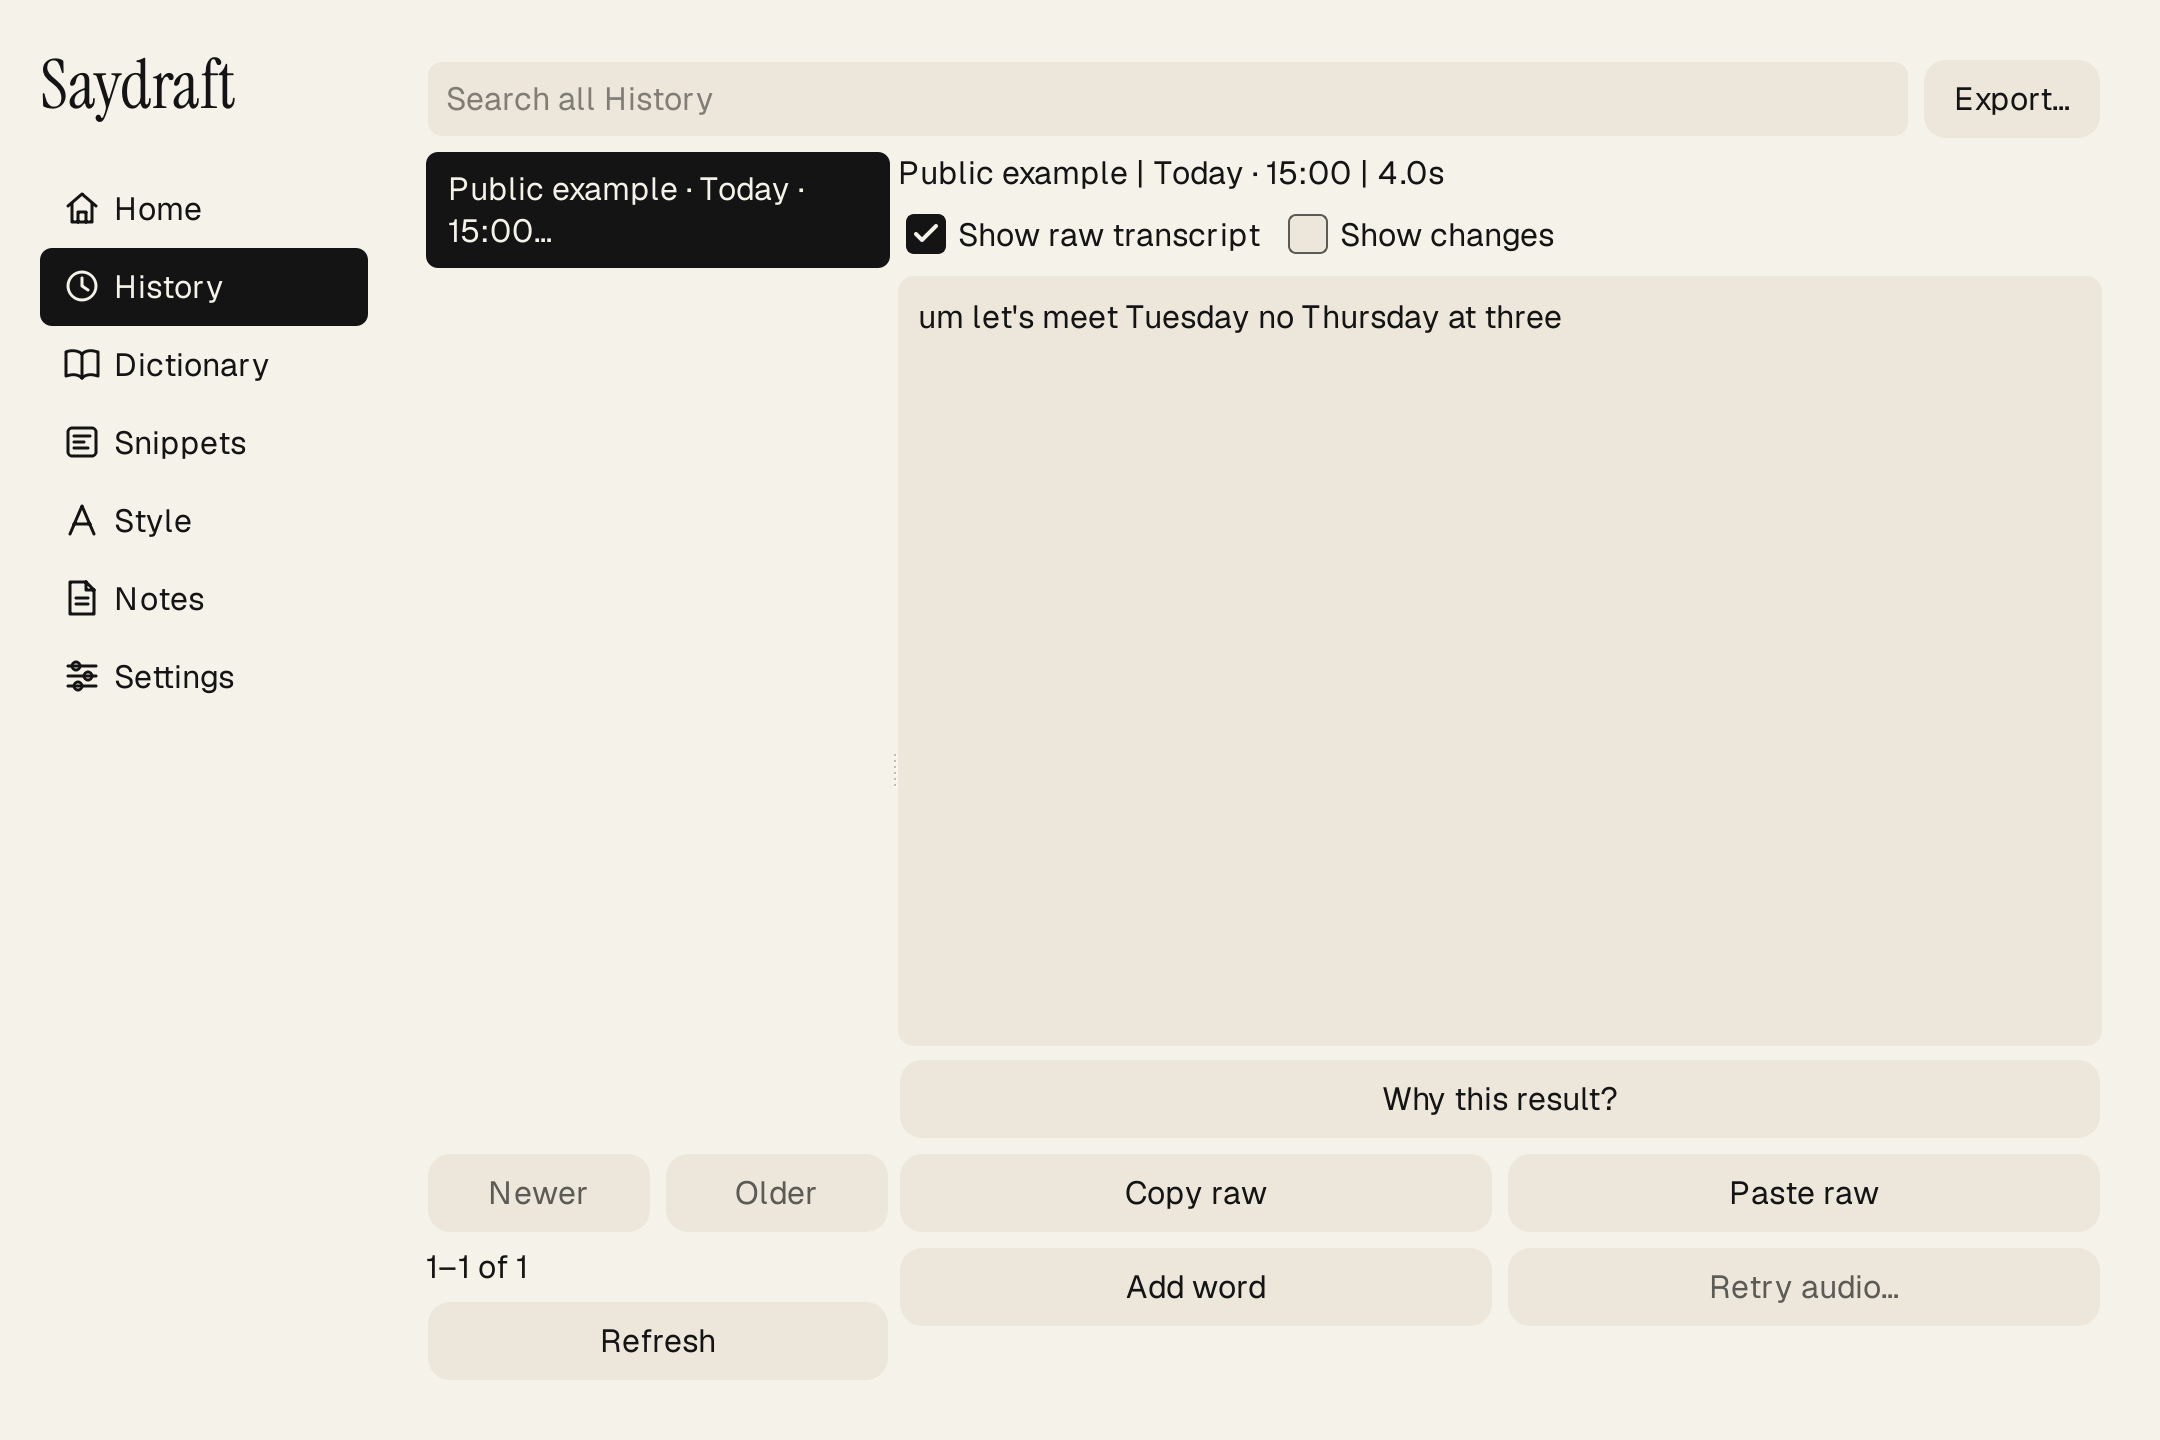 Saydraft
Home
History
Dictionary
Snippets
Style
Notes
Settings
Search all History
Export…
Public example · Today ·
15:00…
Public example | Today · 15:00 | 4.0s
Show raw transcript
Show changes
um let's meet Tuesday no Thursday at three
Why this result?
Newer
Older
Copy raw
Paste raw
1–1 of 1
Add word
Retry audio…
Refresh